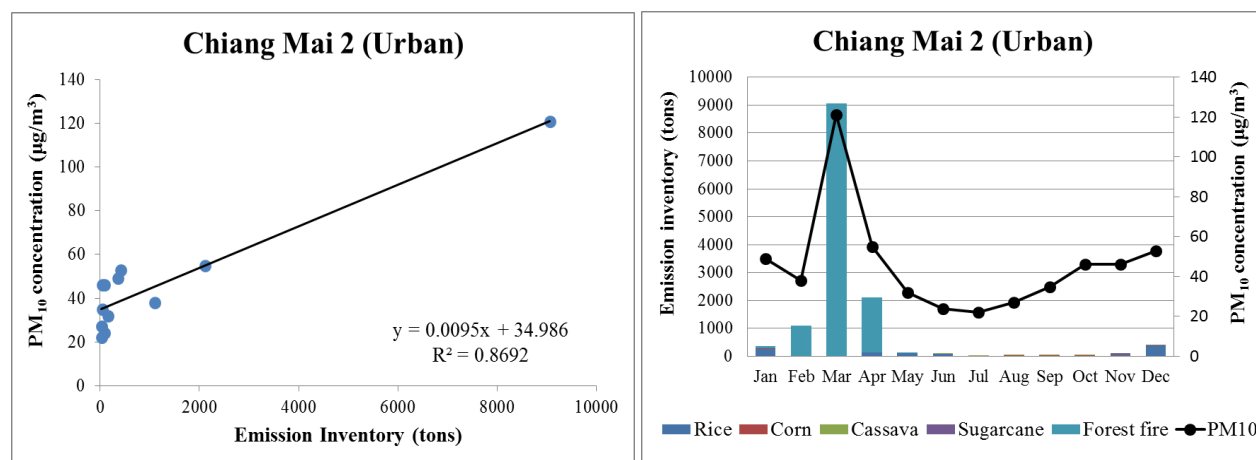 Chiang Mai 2 (Urban)
PM₁₀ concentration (µg/m³)
140
120
100
80
60
40
20
0
y = 0.0095x + 34.986
R² = 0.8692
0 2000 4000 6000 8000 10000
Emission Inventory (tons)
Chiang Mai 2 (Urban)
Emission inventory (tons)
10000
9000
8000
7000
6000
5000
4000
3000
2000
1000
0
140
120
100
80
60
40
20
0
PM₁₀ concentration (µg/m³)
Jan Feb Mar Apr May Jun Jul Aug Sep Oct Nov Dec
Rice Corn Cassava Sugarcane Forest fire PM10